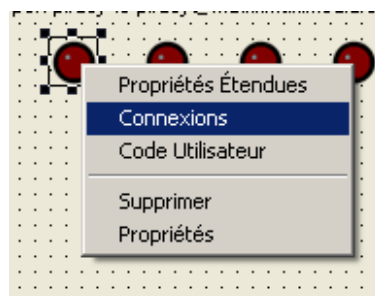 Propriétés Étendues
Connexions
Code Utilisateur
Supprimer
Propriétés